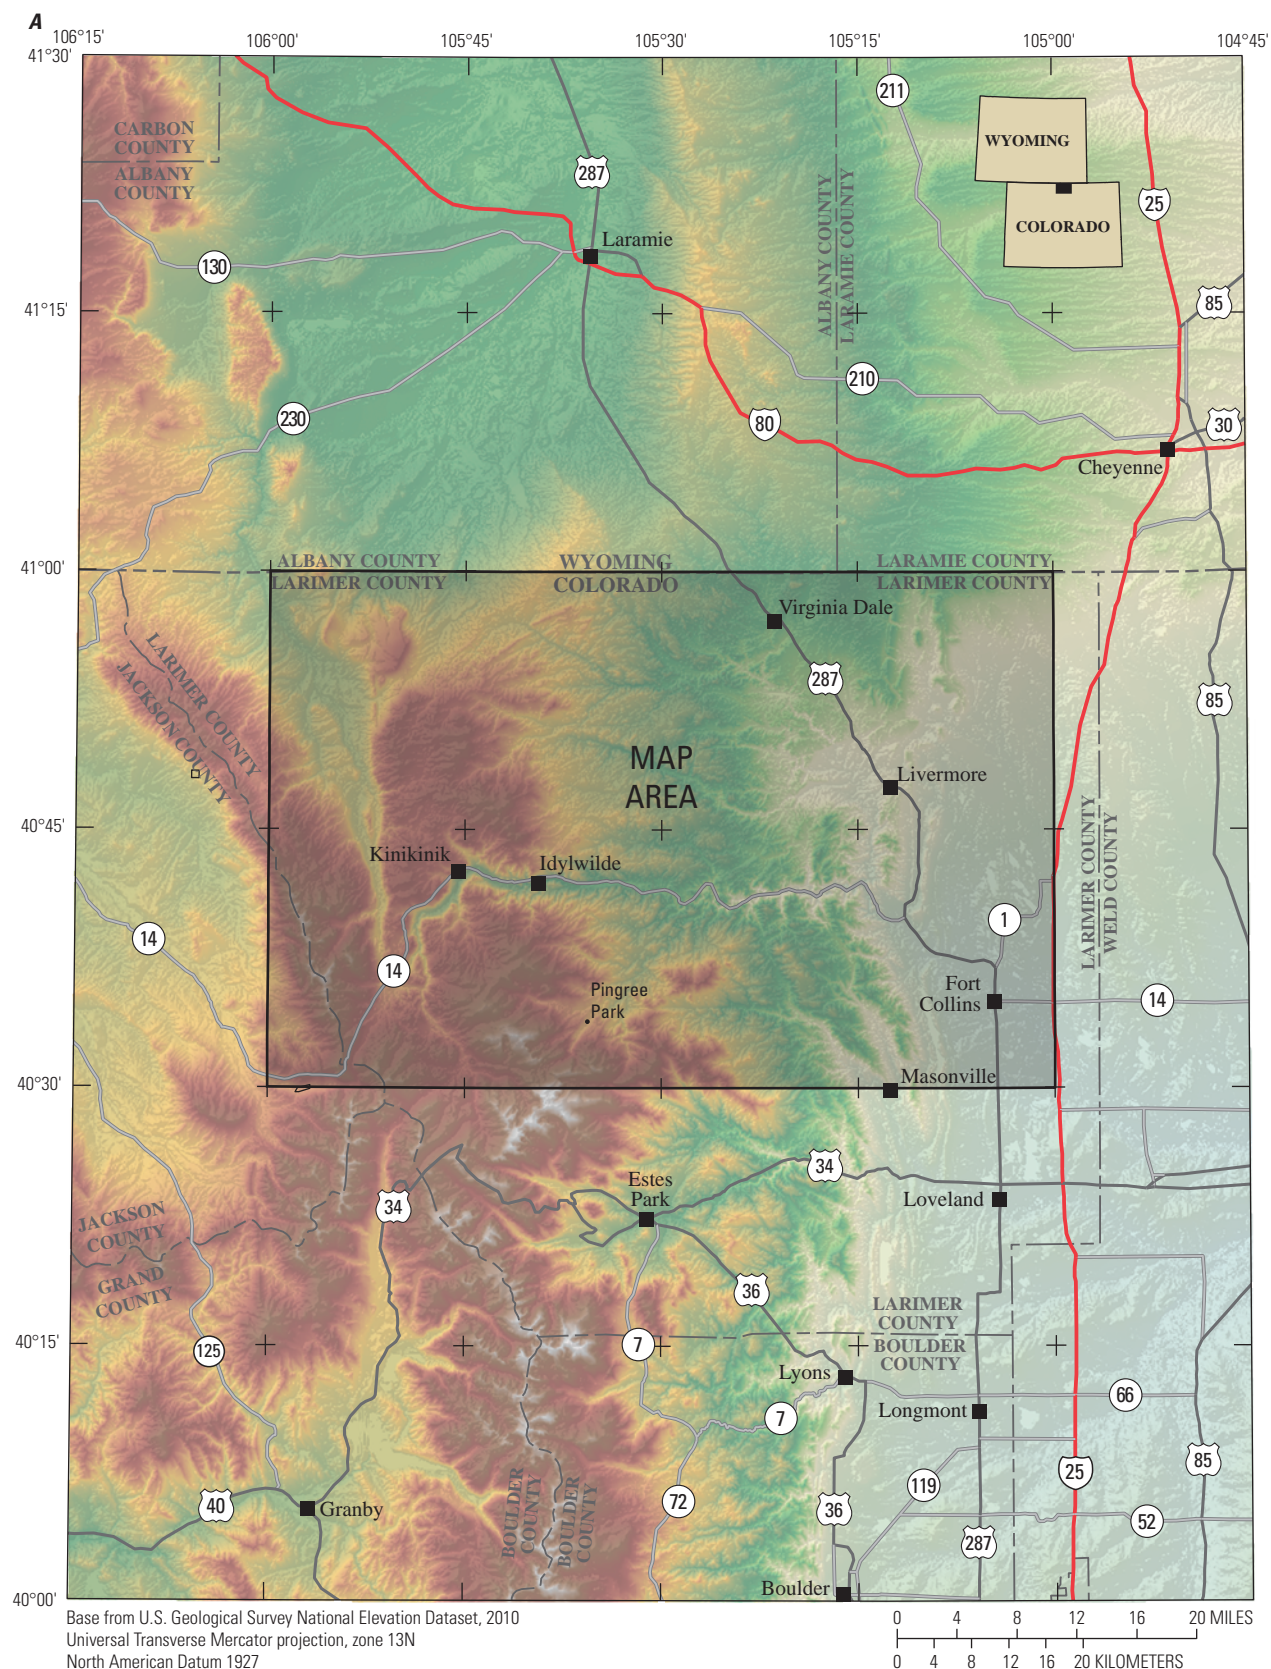 A
106°15'
106°00'
105°45'
105°30'
105°15'
105°00'
104°45'
41°30'
211
CARBON
COUNTY
ALBANY
COUNTY
WYOMING
COLORADO
287
25
ALBANY COUNTY
LARAMIE COUNTY
Laramie
130
41°15'
85
210
230
80
30
Cheyenne
41°00'
ALBANY COUNTY
WYOMING
LARAMIE COUNTY
LARIMER COUNTY
COLORADO
LARIMER COUNTY
Virginia Dale
LARIMER COUNTY
JACKSON COUNTY
287
85
MAP
AREA
Livermore
40°45'
LARIMER COUNTY
WELD COUNTY
Kinikinik
Idylwilde
14
1
14
Pingree
Park
Fort
Collins
14
40°30'
Masonville
34
Estes
Park
34
Loveland
JACKSON
COUNTY
GRAND
COUNTY
36
LARIMER
COUNTY
BOULDER
COUNTY
40°15'
125
7
Lyons
66
7
Longmont
85
25
119
72
BOULDER
COUNTY
BOULDER
COUNTY
40
Granby
36
52
287
Boulder
40°00'
Base from U.S. Geological Survey National Elevation Dataset, 2010
Universal Transverse Mercator projection, zone 13N
North American Datum 1927
0 4 8 12 16 20 MILES
0 4 8 12 16 20 KILOMETERS